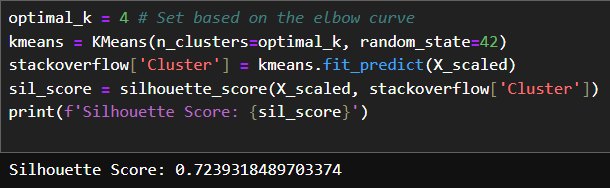 optimal_k = 4 # Set based on the elbow curve
kmeans = KMeans(n_clusters=optimal_k, random_state=42)
stackoverflow['Cluster'] = kmeans.fit_predict(X_scaled)
sil_score = silhouette_score(X_scaled, stackoverflow['Cluster'])
print(f'Silhouette Score: {sil_score}')
Silhouette Score: 0.7239318489703374